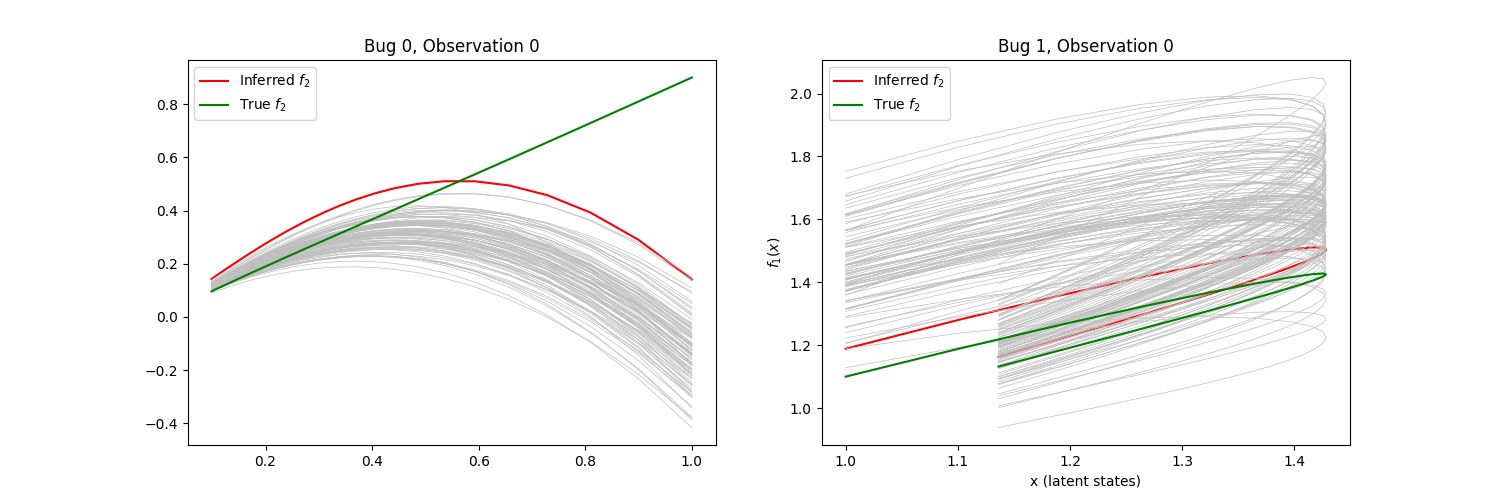 Bug 0, Observation 0
Inferred f₂
True f₂
0.8
0.6
0.4
0.2
0.0
−0.2
−0.4
0.2 0.4 0.6 0.8 1.0
Bug 1, Observation 0
Inferred f₂
True f₂
2.0
1.8
1.6
1.4
1.2
1.0
f₁(x)
1.0 1.1 1.2 1.3 1.4
x (latent states)